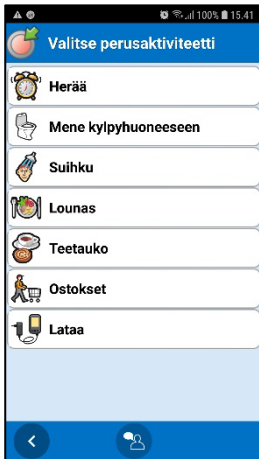 100% 15.41
Valitse perusaktiviteetti
Herää
Mene kylpyhuoneeseen
Suihku
Lounas
Teetauko
Ostokset
Lataa